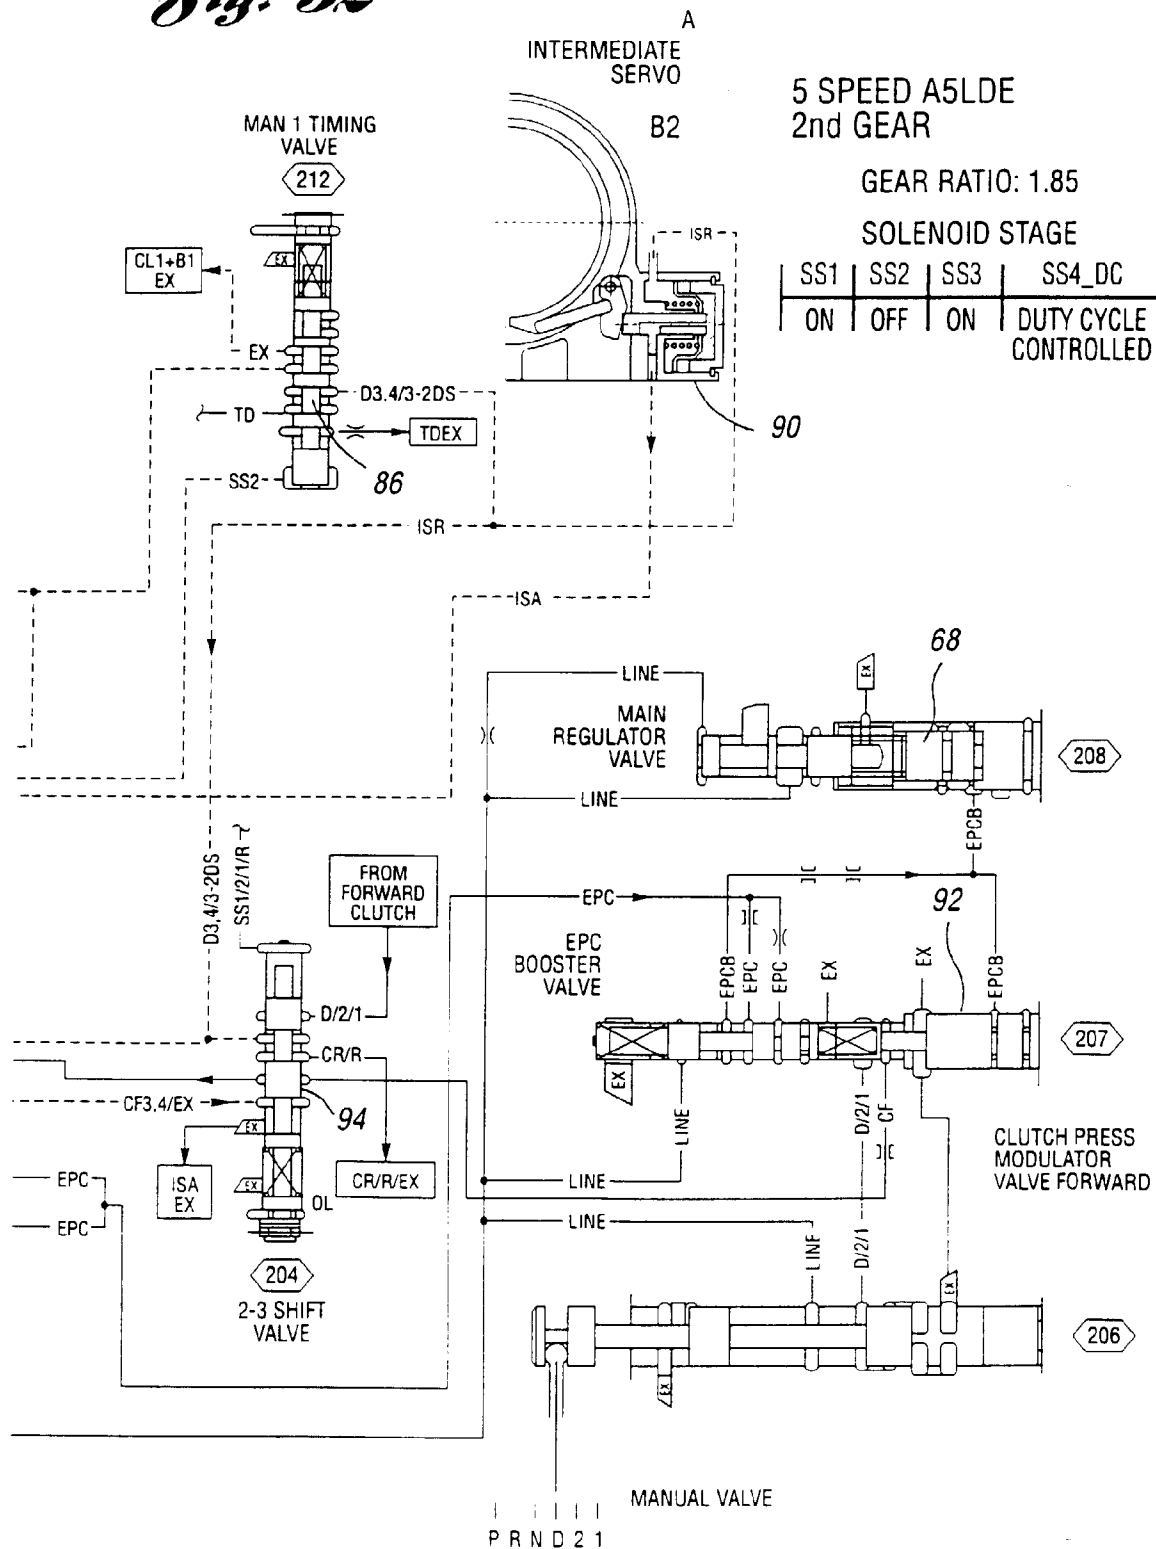 A
INTERMEDIATE
SERVO
B2
5 SPEED A5LDE
2nd GEAR
GEAR RATIO: 1.85
SOLENOID STAGE
SS1 SS2 SS3 SS4_DC
ON OFF ON DUTY CYCLE
CONTROLLED
MAN 1 TIMING
VALVE
212
CL1+B1
EX
EX
ISR
EX
D3,4/3-2DS
TD
TDEX
90
SS2
86
ISR
ISA
68
LINE
EX
MAIN
REGULATOR
VALVE
208
LINE
EPCB
D3,4/3-2DS
SS1/2/1/R
FROM
FORWARD
CLUTCH
EPC
92
EPC
BOOSTER
VALVE
EPCB
EPC
EPC
EX
EX
EPCB
D/2/1
207
CR/R
EX
CF3,4/EX
94
LINE
D/2/1
CF
EX
CLUTCH PRESS
MODULATOR
VALVE FORWARD
EPC
ISA
EX
EX
CR/R/EX
LINE
OL
EPC
LINE
LINE
D/2/1
EX
204
2-3 SHIFT
VALVE
206
EX
MANUAL VALVE
P R N D 2 1